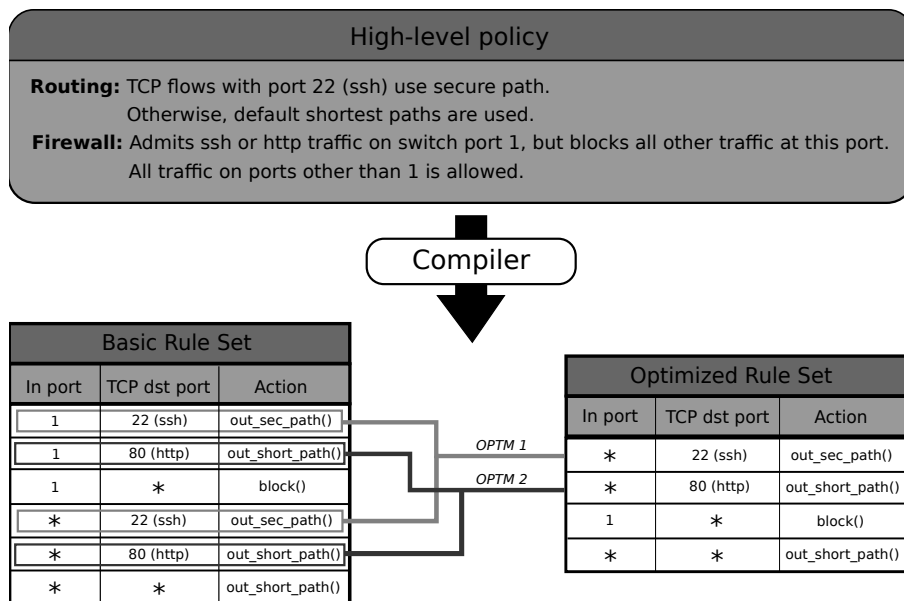 High-level policy
Routing: TCP flows with port 22 (ssh) use secure path.
Otherwise, default shortest paths are used.
Firewall: Admits ssh or http traffic on switch port 1, but blocks all other traffic at this port.
All traffic on ports other than 1 is allowed.
Compiler
Basic Rule Set
In port TCP dst port Action
1 22 (ssh) out_sec_path()
1 80 (http) out_short_path()
1 * block()
* 22 (ssh) out_sec_path()
* 80 (http) out_short_path()
* * out_short_path()
OPTM 1
OPTM 2
Optimized Rule Set
In port TCP dst port Action
* 22 (ssh) out_sec_path()
* 80 (http) out_short_path()
1 * block()
* * out_short_path()